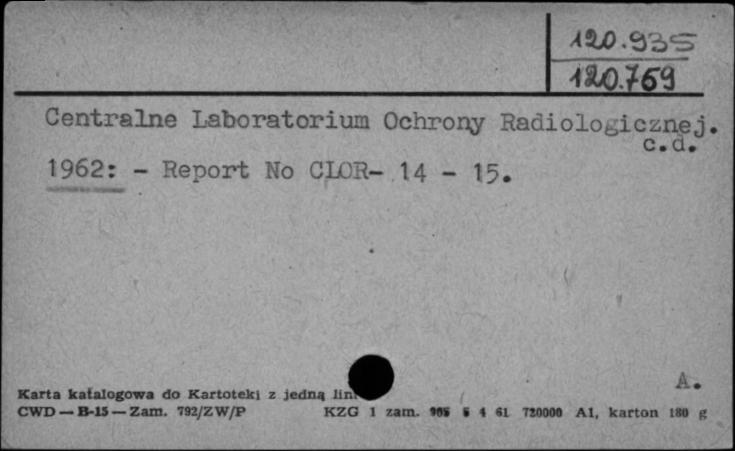 120.935
120.769
Centralne Laboratorium Ochrony Radiologicznej.
c.d.
1962: - Report No CLOR- 14 - 15.
A.
Karta katalogowa do Kartoteki z jedną lin
CWD — B-15 — Zam. 792/ZW/P KZG 1 zam. 4 61 720000 A1, karton 180 g